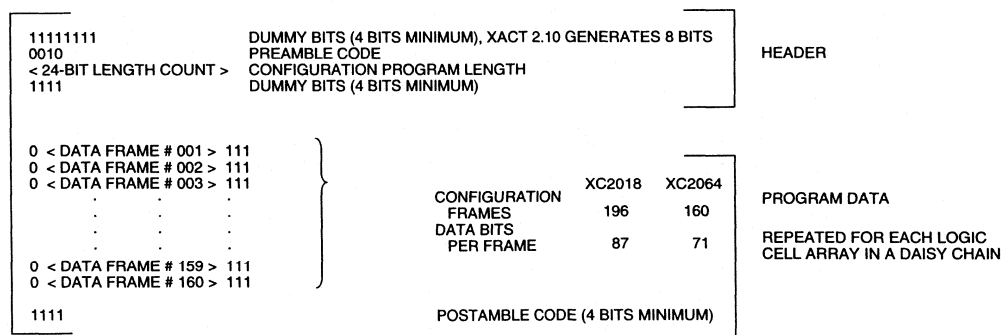 11111111 DUMMY BITS (4 BITS MINIMUM), XACT 2.10 GENERATES 8 BITS
0010 PREAMBLE CODE
< 24-BIT LENGTH COUNT > CONFIGURATION PROGRAM LENGTH
1111 DUMMY BITS (4 BITS MINIMUM)
HEADER
0 < DATA FRAME # 001 > 111
0 < DATA FRAME # 002 > 111
0 < DATA FRAME # 003 > 111
. . .
. . .
. . .
. . .
0 < DATA FRAME # 159 > 111
0 < DATA FRAME # 160 > 111
XC2018 XC2064
CONFIGURATION
FRAMES 196 160
DATA BITS
PER FRAME 87 71
PROGRAM DATA
REPEATED FOR EACH LOGIC
CELL ARRAY IN A DAISY CHAIN
1111 POSTAMBLE CODE (4 BITS MINIMUM)